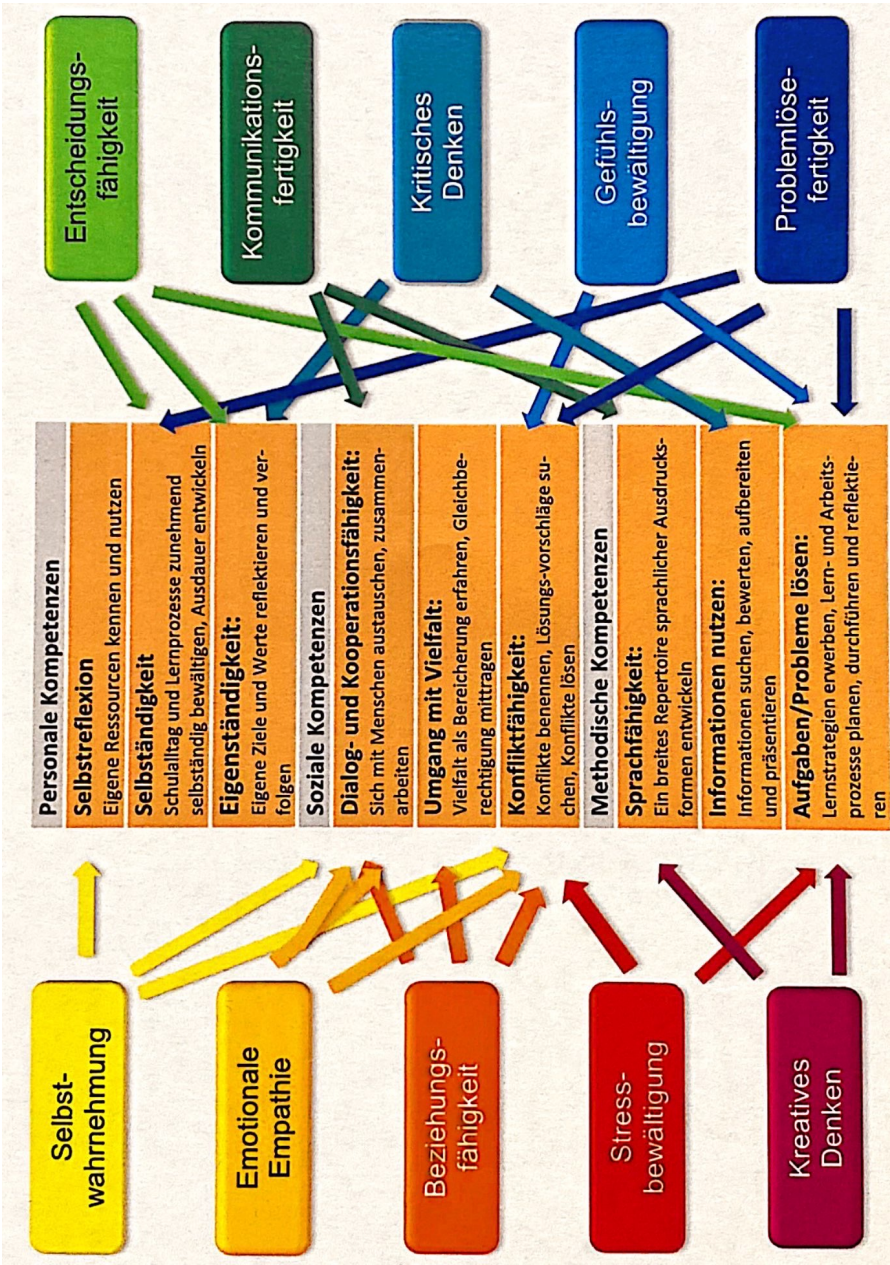 Selbst-
wahrnehmung
Emotionale
Empathie
Beziehungs-
fähigkeit
Stress-
bewältigung
Kreatives
Denken
Personale Kompetenzen
Selbstreflexion
Eigene Ressourcen kennen und nutzen
Selbständigkeit
Schulalltag und Lernprozesse zunehmend
selbständig bewältigen, Ausdauer entwickeln
Eigenständigkeit:
Eigene Ziele und Werte reflektieren und ver-
folgen
Soziale Kompetenzen
Dialog- und Kooperationsfähigkeit:
Sich mit Menschen austauschen, zusammen-
arbeiten
Umgang mit Vielfalt:
Vielfalt als Bereicherung erfahren, Gleichbe-
rechtigung mittragen
Konfliktfähigkeit:
Konflikte benennen, Lösungs-vorschläge su-
chen, Konflikte lösen
Methodische Kompetenzen
Sprachfähigkeit:
Ein breites Repertoire sprachlicher Ausdrucks-
formen entwickeln
Informationen nutzen:
Informationen suchen, bewerten, aufbereiten
und präsentieren
Aufgaben/Probleme lösen:
Lernstrategien erwerben, Lern- und Arbeits-
prozesse planen, durchführen und reflektie-
ren
Entscheidungs-
fähigkeit
Kommunikations-
fertigkeit
Kritisches
Denken
Gefühls-
bewältigung
Problemlöse-
fertigkeit